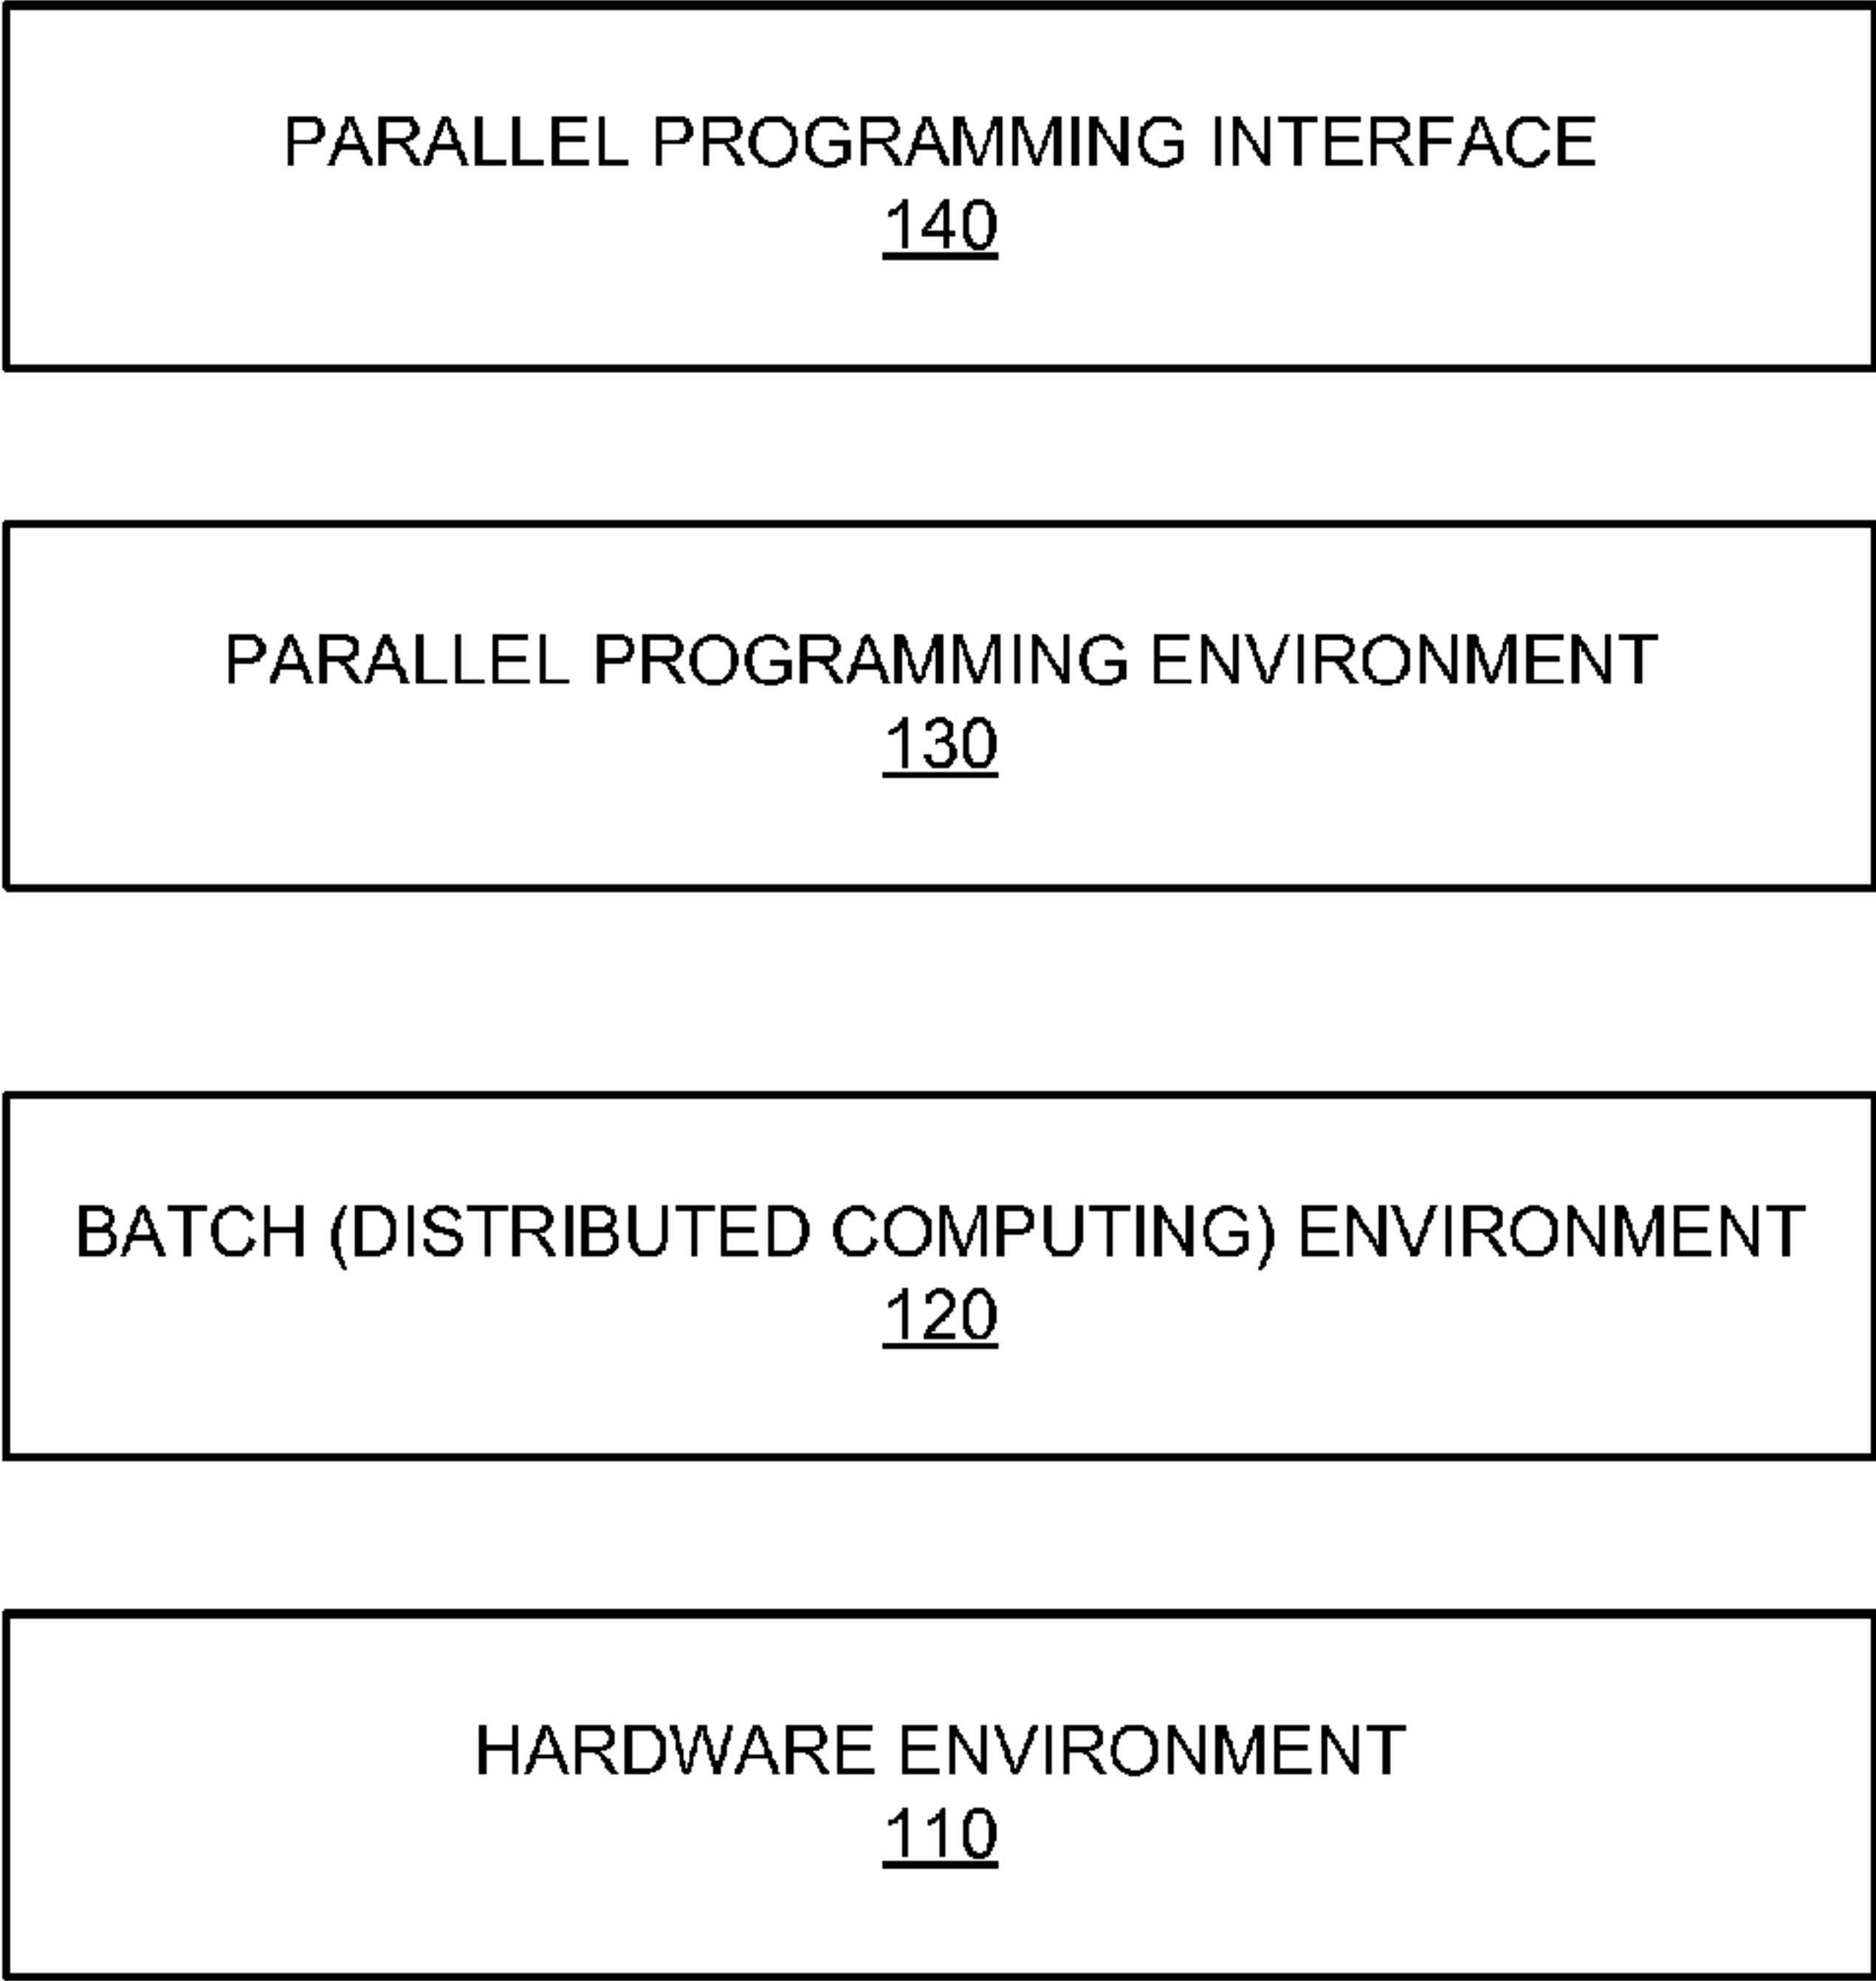 PARALLEL PROGRAMMING INTERFACE
140
PARALLEL PROGRAMMING ENVIRONMENT
130
BATCH (DISTRIBUTED COMPUTING) ENVIRONMENT
120
HARDWARE ENVIRONMENT
110